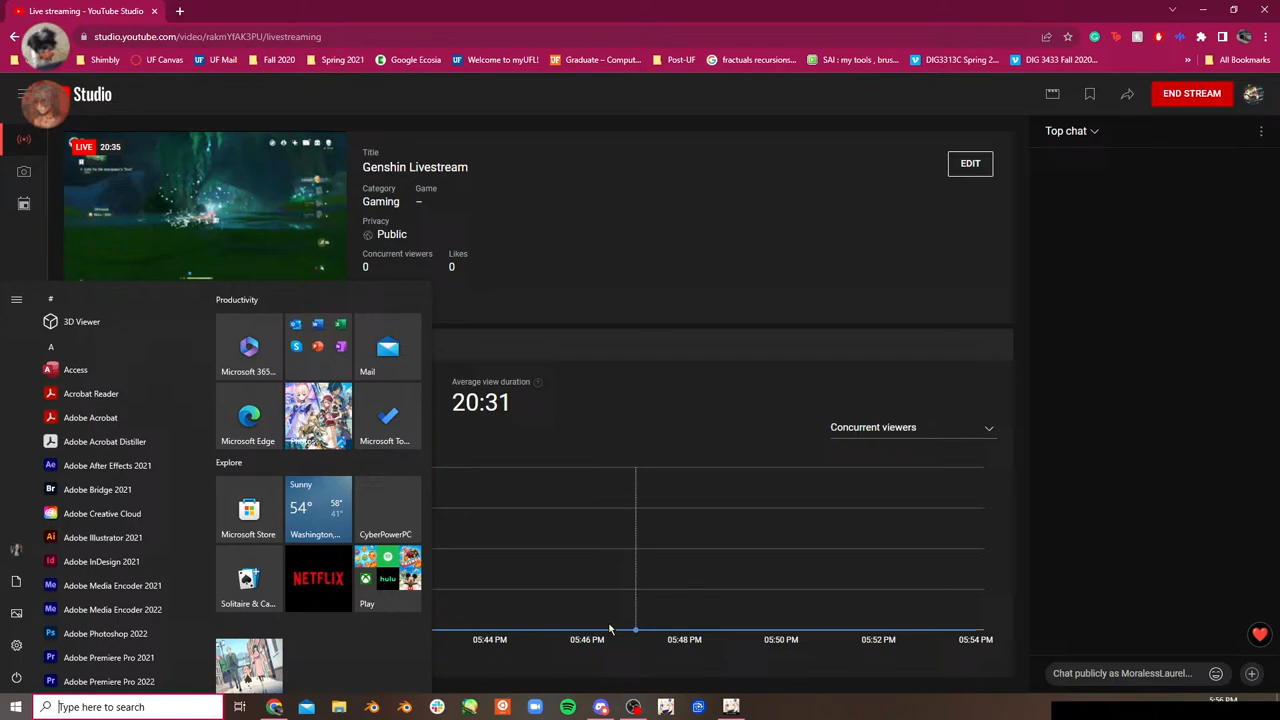 Live streaming - YouTube Studio
studio.youtube.com/video/rakmYfAK3PU/livestreaming
Shimbly
UF Canvas
UF Mail
Fall 2020
Spring 2021
Google Ecosia
Welcome to myUFL!
Graduate – Comput...
Post-UF
fractuals recursions...
SAI : my tools , brus...
DIG3313C Spring 2...
DIG 3433 Fall 2020...
»
All Bookmarks
Studio
END STREAM
LIVE 20:35
Title
Genshin Livestream
EDIT
Category
Game
Gaming
–
Privacy
Public
Concurrent viewers
Likes
0
0
Top chat
#
3D Viewer
A
Access
Acrobat Reader
Adobe Acrobat
Adobe Acrobat Distiller
Adobe After Effects 2021
Adobe Bridge 2021
Adobe Creative Cloud
Adobe Illustrator 2021
Adobe InDesign 2021
Adobe Media Encoder 2021
Adobe Media Encoder 2022
Adobe Photoshop 2022
Adobe Premiere Pro 2021
Adobe Premiere Pro 2022
Productivity
Microsoft 365...
Mail
Microsoft Edge
Photos
Microsoft To...
Explore
Microsoft Store
Sunny
54°
58°
41°
Washington,...
CyberPowerPC
Solitaire & Ca...
NETFLIX
hulu
Play
Average view duration
20:31
Concurrent viewers
05:44 PM
05:46 PM
05:48 PM
05:50 PM
05:52 PM
05:54 PM
Chat publicly as MoralessLaurel...
Type here to search
5:56 PM